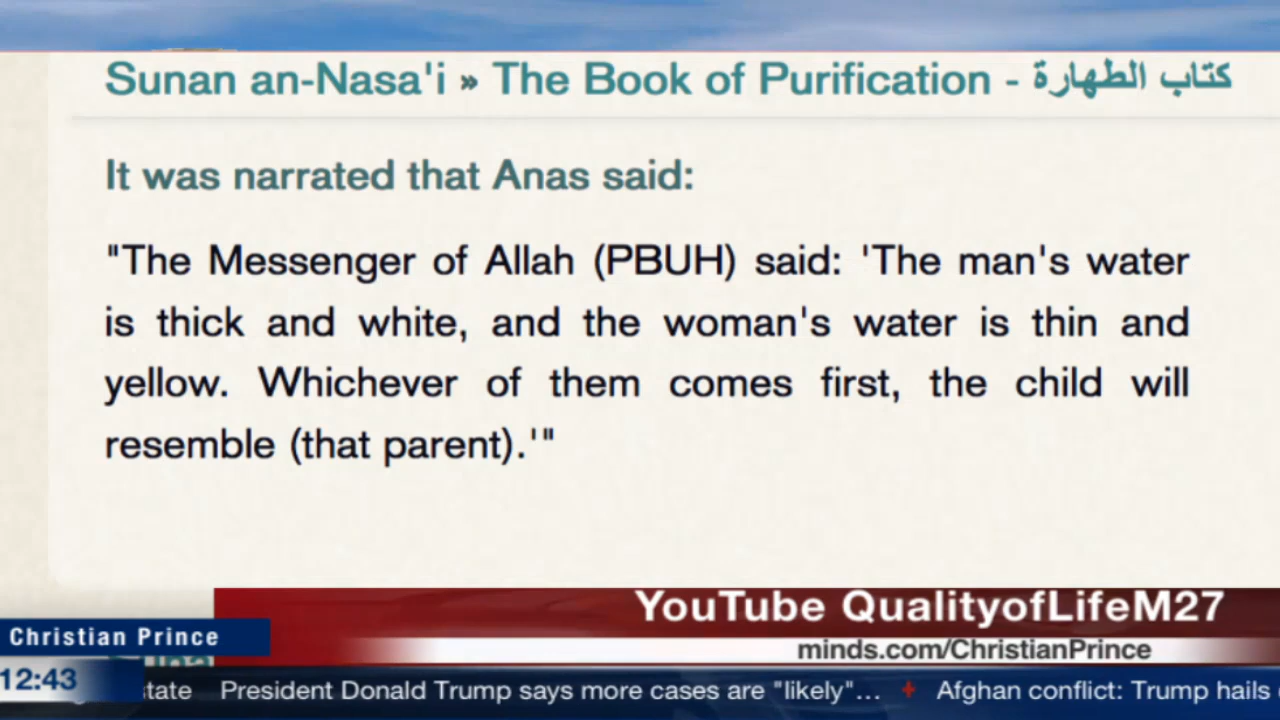 Sunan an-Nasa'i » The Book of Purification - كتاب الطهارة
It was narrated that Anas said:
"The Messenger of Allah (PBUH) said: 'The man's water
is thick and white, and the woman's water is thin and
yellow. Whichever of them comes first, the child will
resemble (that parent).'"
YouTube QualityofLifeM27
Christian Prince
minds.com/ChristianPrince
12:43
President Donald Trump says more cases are "likely"... + Afghan conflict: Trump hails